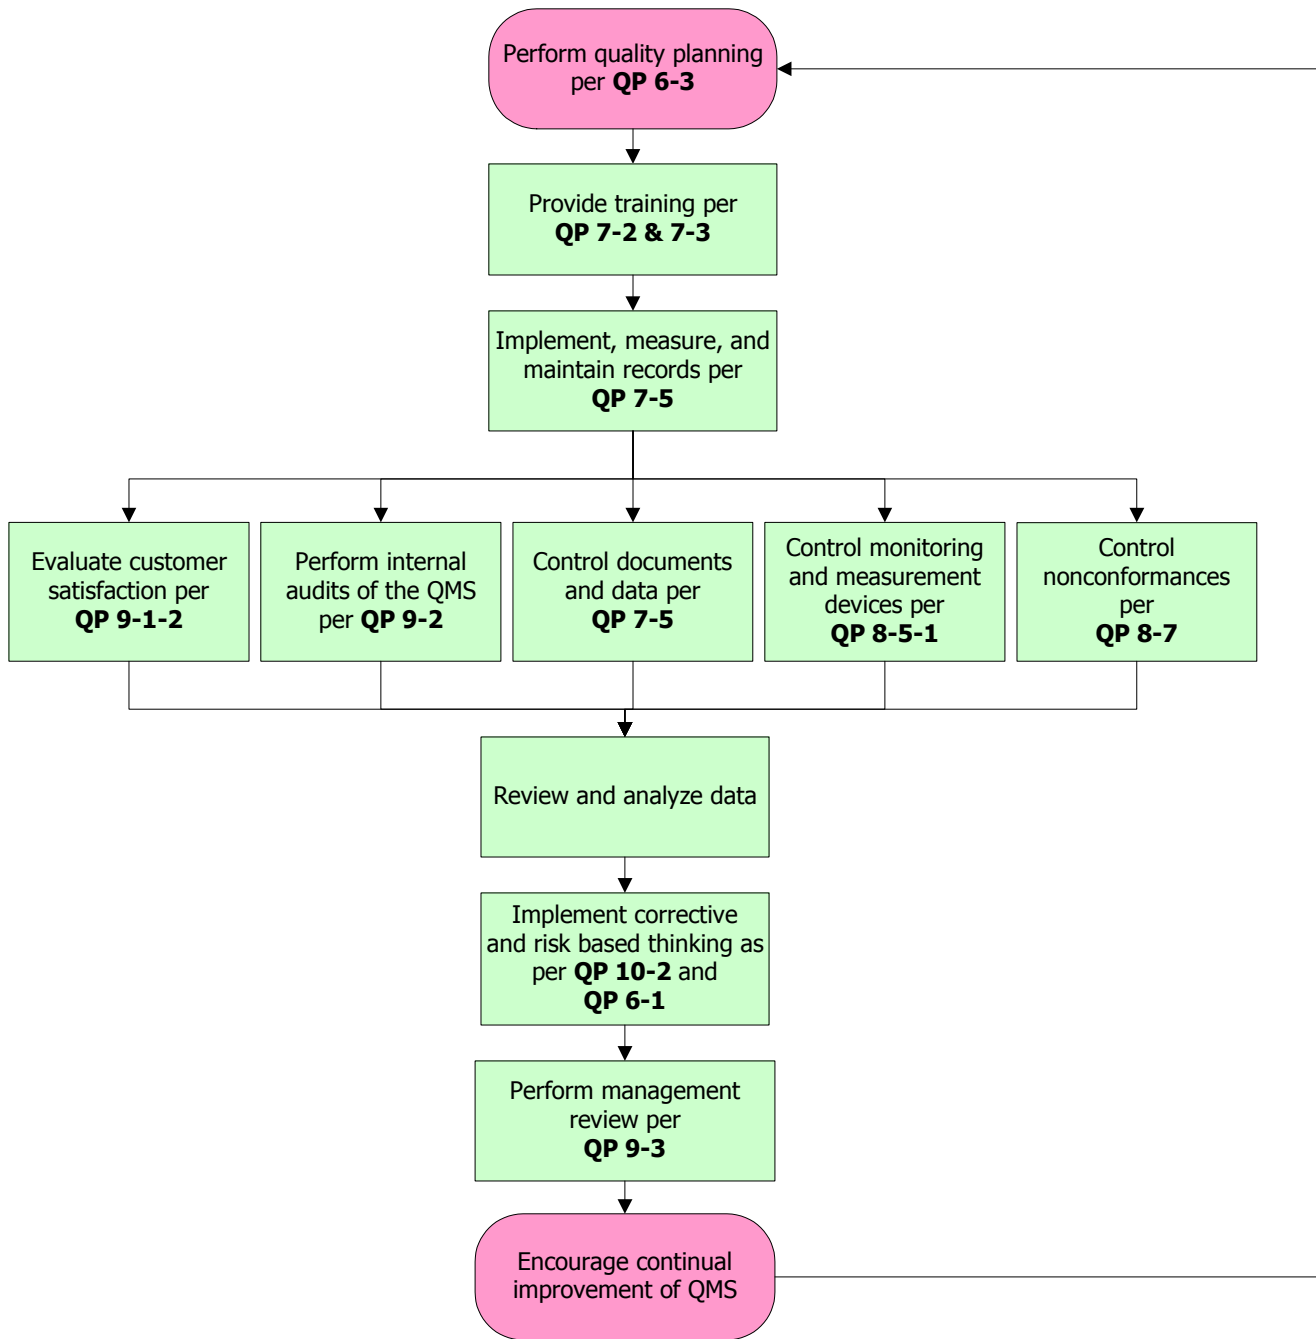 Perform quality planning
per QP 6-3
Provide training per
QP 7-2 & 7-3
Implement, measure, and
maintain records per
QP 7-5
Evaluate customer
satisfaction per
QP 9-1-2
Perform internal
audits of the QMS
per QP 9-2
Control documents
and data per
QP 7-5
Control monitoring
and measurement
devices per
QP 8-5-1
Control
nonconformances
per
QP 8-7
Review and analyze data
Implement corrective
and risk based thinking as
per QP 10-2 and
QP 6-1
Perform management
review per
QP 9-3
Encourage continual
improvement of QMS